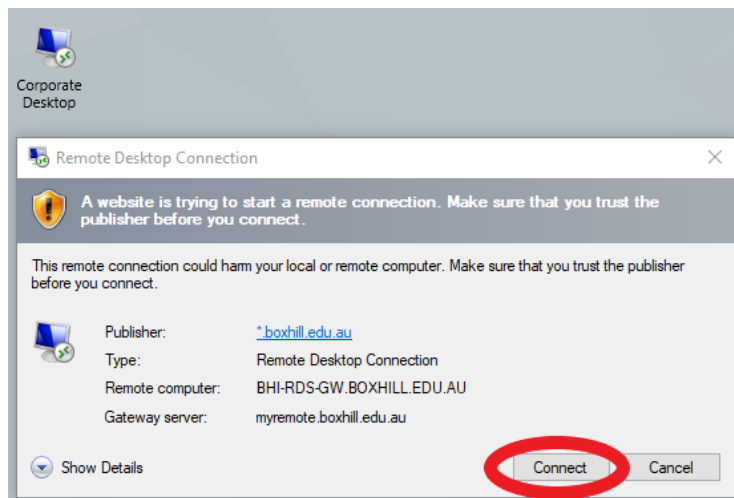 Corporate
Desktop
Remote Desktop Connection
A website is trying to start a remote connection. Make sure that you trust the
publisher before you connect.
This remote connection could harm your local or remote computer. Make sure that you trust the publisher
before you connect.
Publisher: *.boxhill.edu.au
Type: Remote Desktop Connection
Remote computer: BHI-RDS-GW.BOXHILL.EDU.AU
Gateway server: myremote.boxhill.edu.au
Show Details Connect Cancel